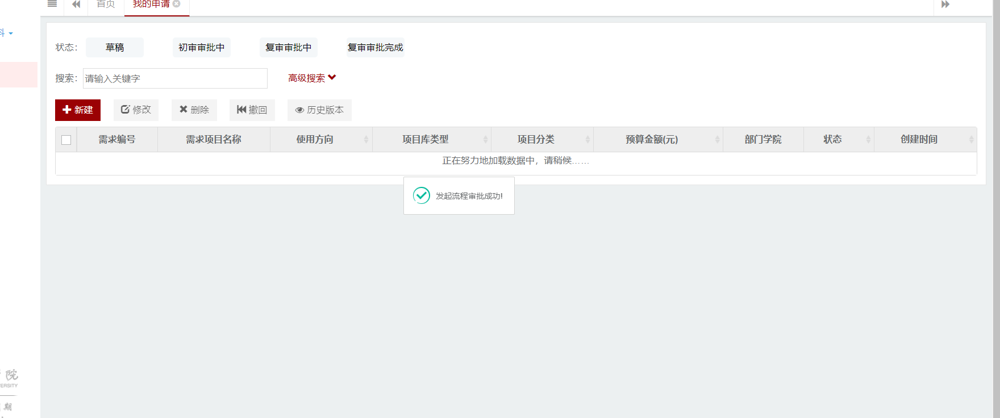 首页 我的申请
科
状态： 草稿 初审审批中 复审审批中 复审审批完成
搜索： 请输入关键字 高级搜索
新建 修改 删除 撤回 历史版本
需求编号 需求项目名称 使用方向 项目库类型 项目分类 预算金额(元) 部门学院 状态 创建时间
正在努力地加载数据中，请稍候……
发起流程审批成功!
院
ERSITY
期